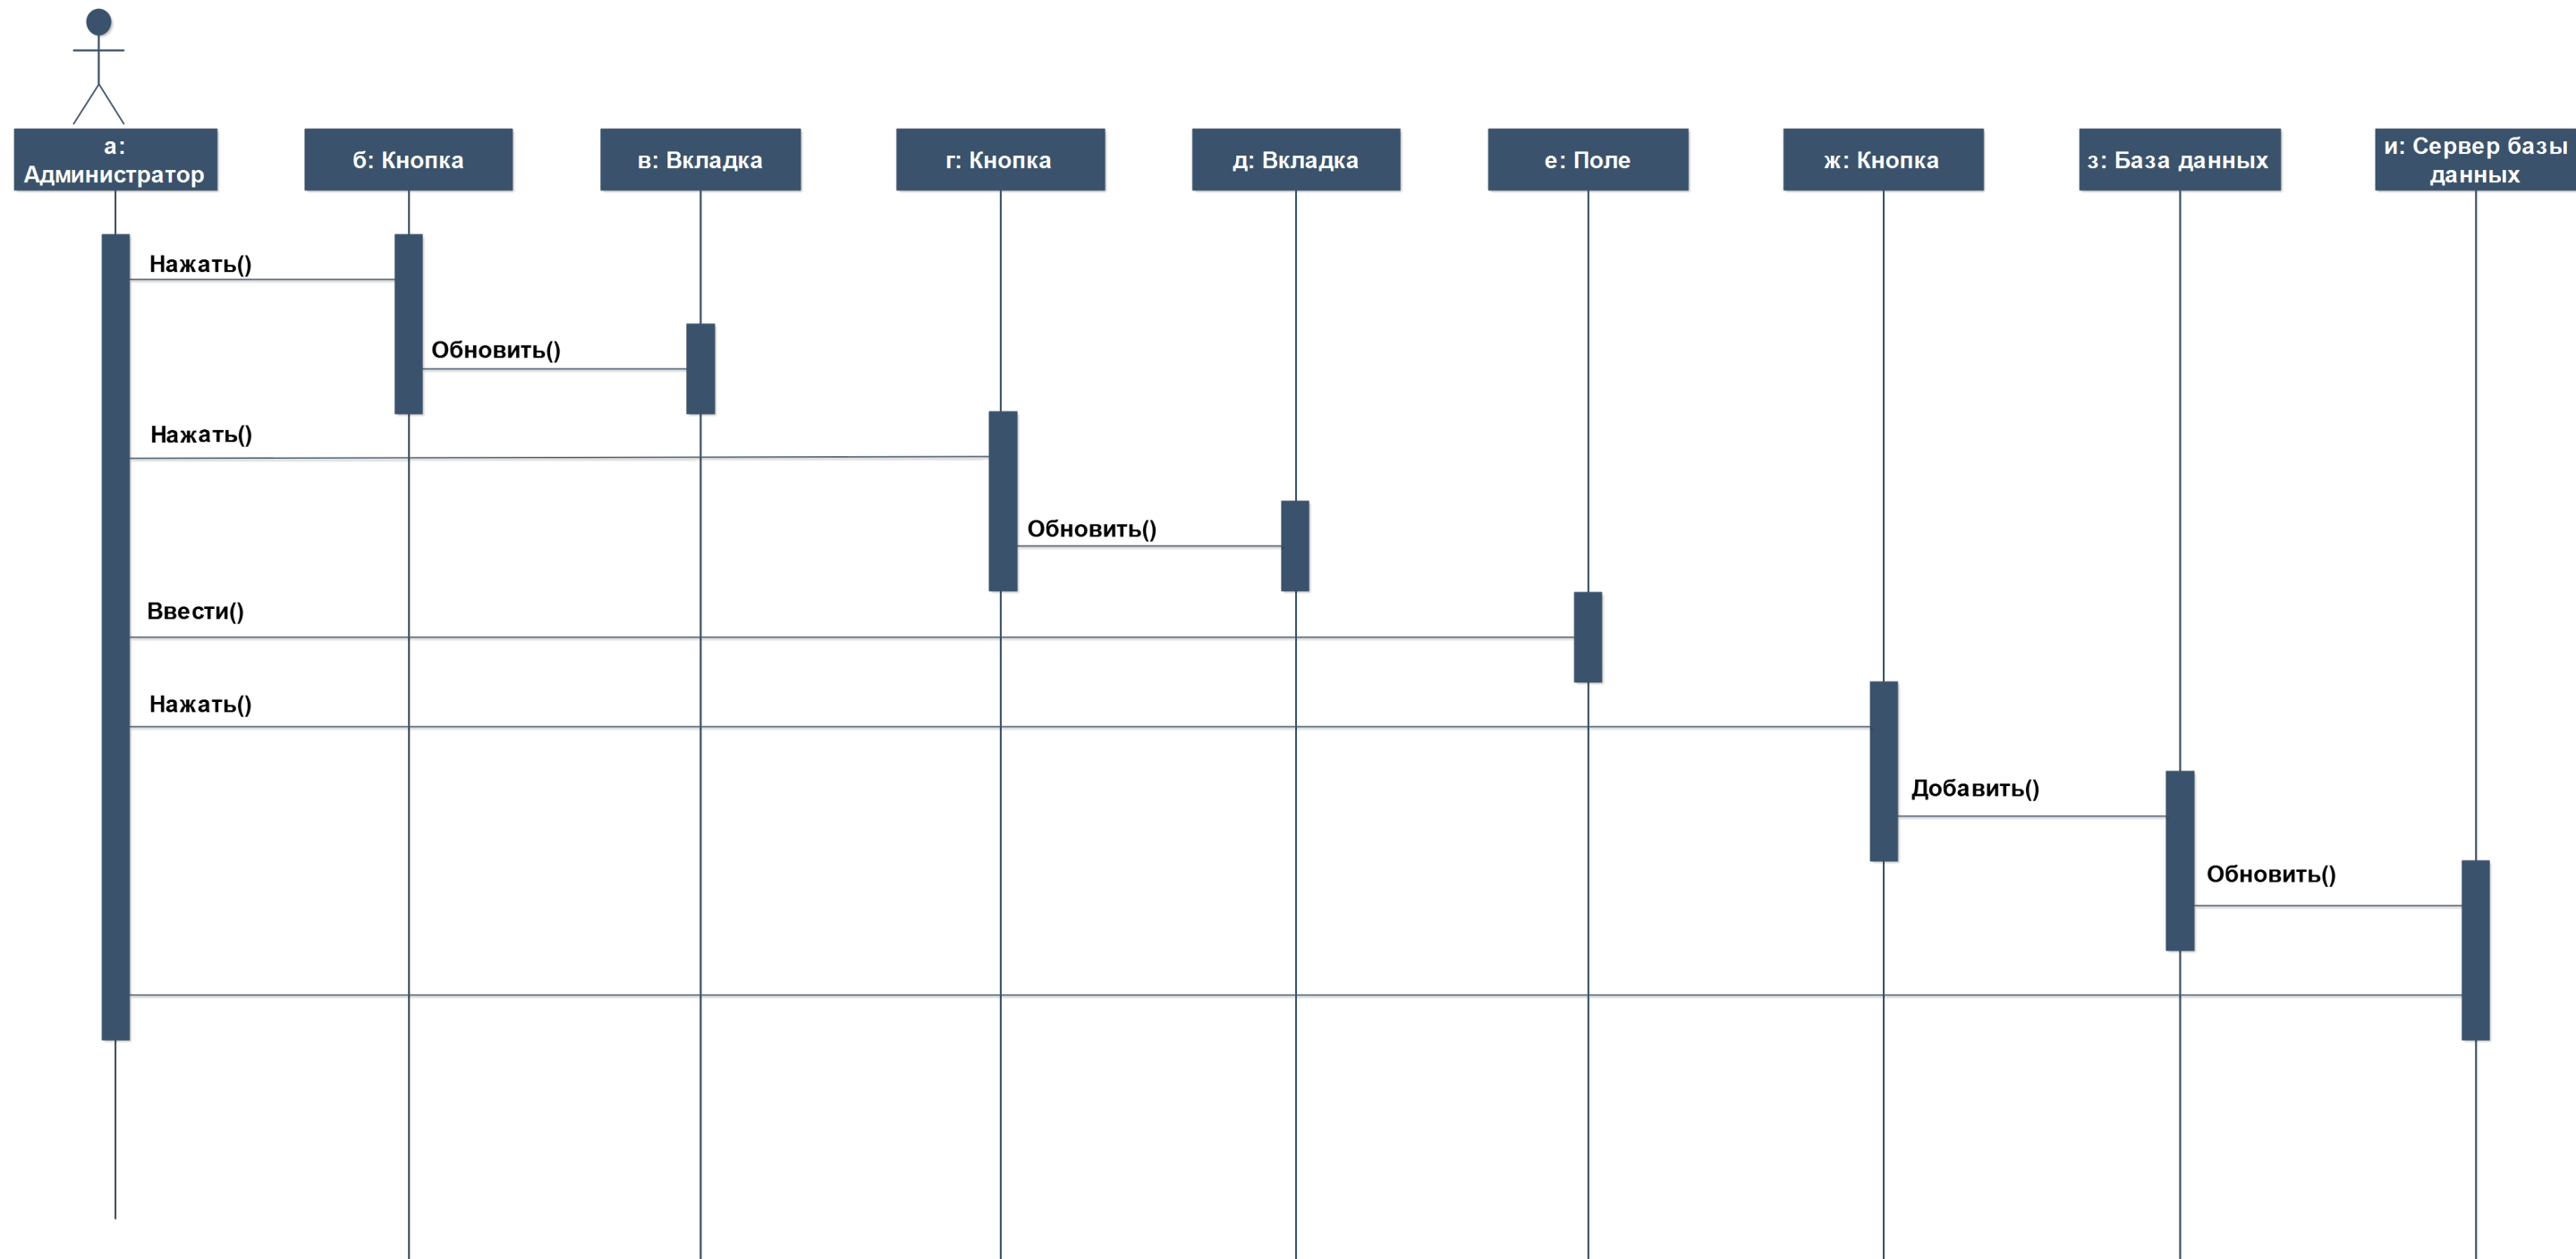 а:
Администратор
б: Кнопка
в: Вкладка
г: Кнопка
д: Вкладка
е: Поле
ж: Кнопка
з: База данных
и: Сервер базы
данных
Нажать()
Обновить()
Нажать()
Обновить()
Ввести()
Нажать()
Добавить()
Обновить()